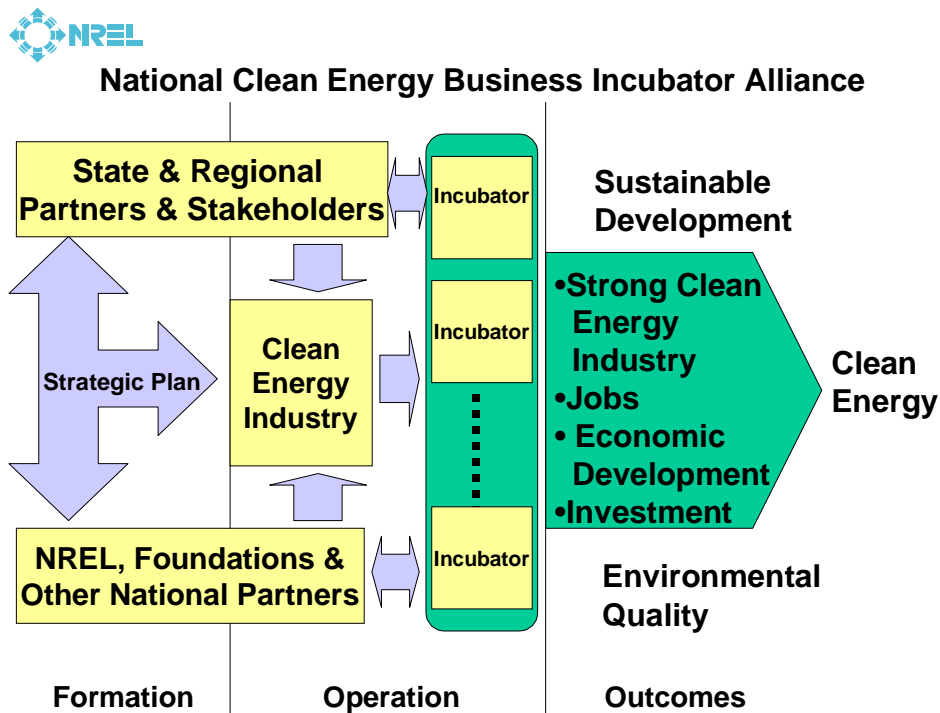 NREL
National Clean Energy Business Incubator Alliance
State & Regional
Partners & Stakeholders
Incubator
Sustainable
Development
Strategic Plan
Clean
Energy
Industry
Incubator
•Strong Clean
Energy
Industry
•Jobs
• Economic
Development
•Investment
Clean
Energy
NREL, Foundations &
Other National Partners
Incubator
Environmental
Quality
Formation
Operation
Outcomes